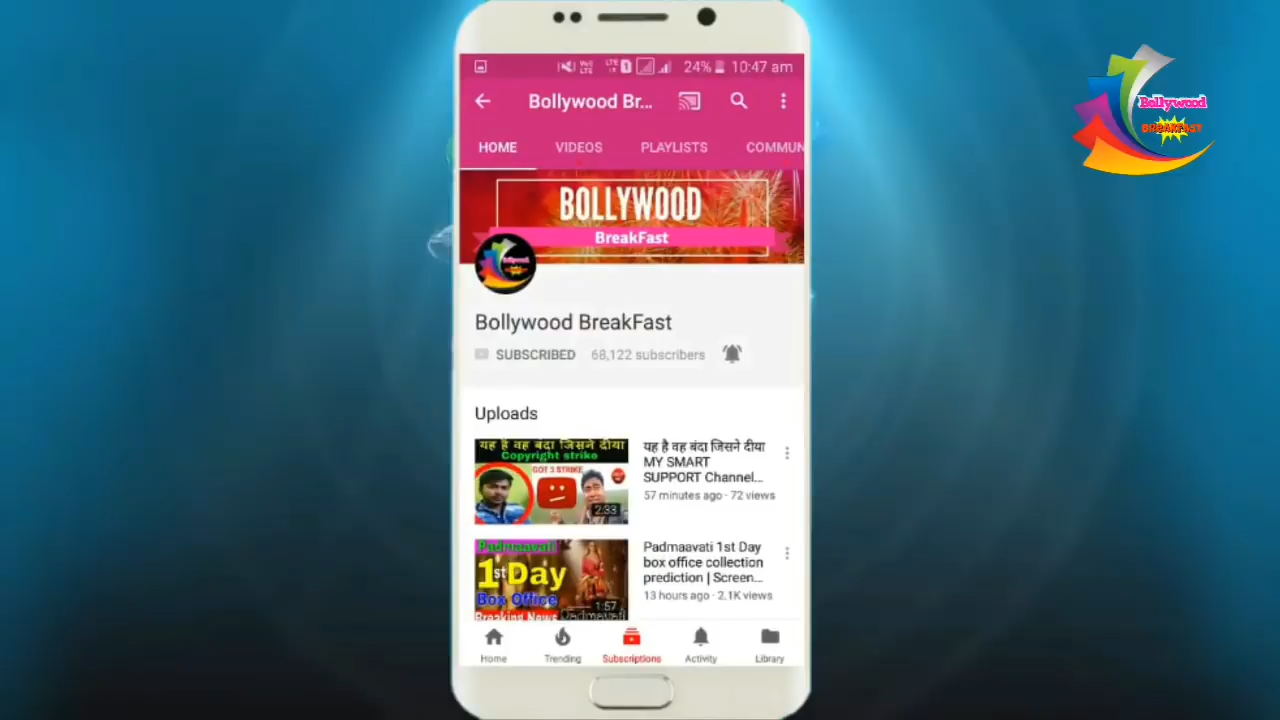 24% 10:47 am
Bollywood Br...
HOME VIDEOS PLAYLISTS COMMUN
BOLLYWOOD
BreakFast
Bollywood BreakFast
SUBSCRIBED 68,122 subscribers
Uploads
यह है वह बंदा जिसने दीया
Copyright strike
GOT 3 STRIKE
2:33
यह है वह बंदा जिसने दीया
MY SMART
SUPPORT Channel...
57 minutes ago · 72 views
Padmaavati
1st Day
Box Office
1:57
Breaking News
Padmavati
Padmaavati 1st Day
box office collection
prediction | Screen...
13 hours ago · 2.1K views
Home Trending Subscriptions Activity Library
Bollywood
BREAKFAST